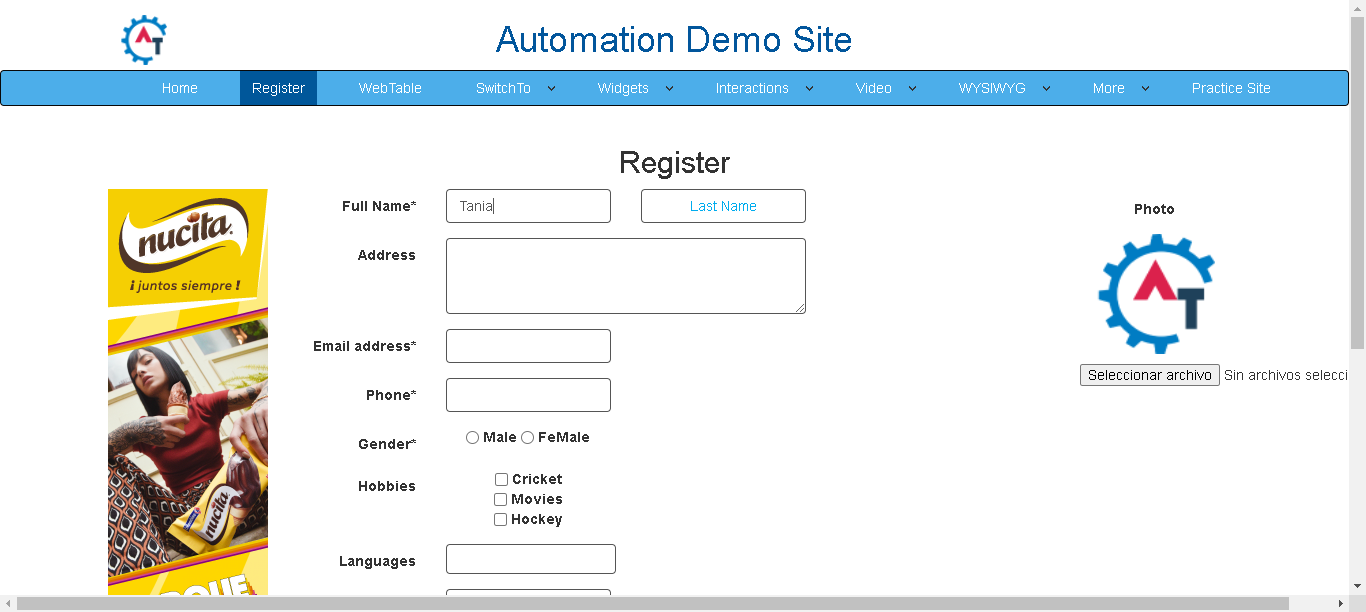 Automation Demo Site
Home Register WebTable SwitchTo Widgets Interactions Video WYSIWYG More Practice Site
Register
nucita
¡juntos siempre!
nucita
Full Name* Tania Last Name
Address
Email address*
Phone*
Gender* Male FeMale
Hobbies Cricket
Movies
Hockey
Languages
Photo
AT
Seleccionar archivo Sin archivos selecci